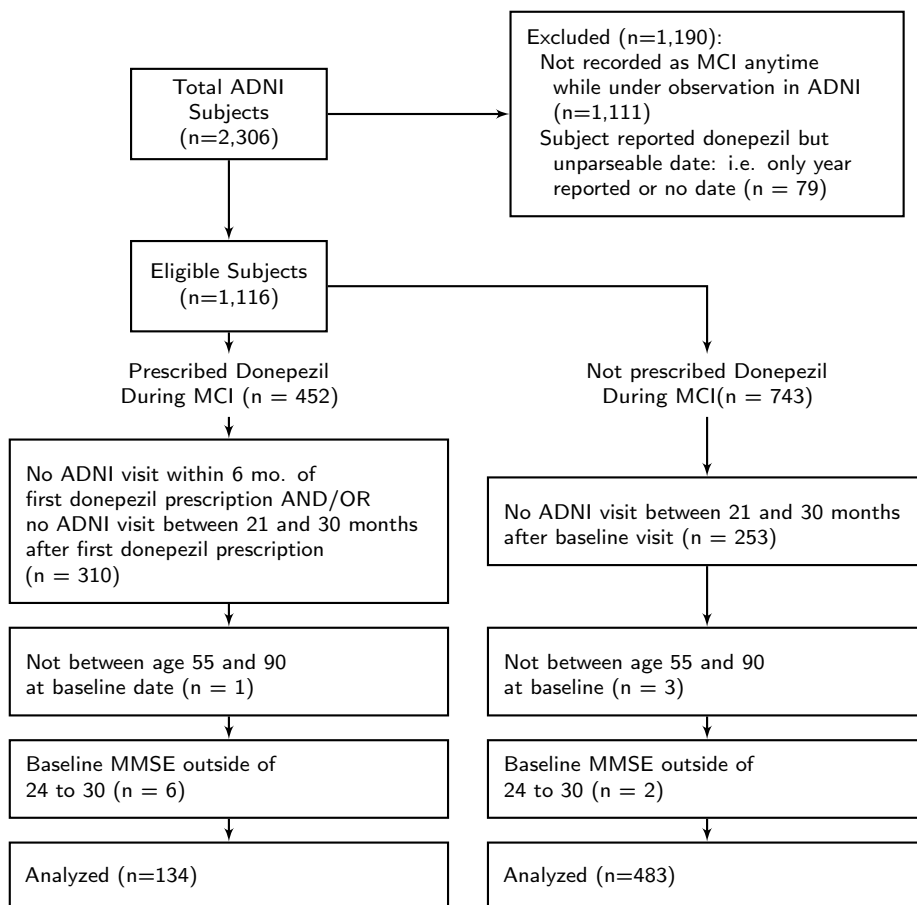 Total ADNI
Subjects
(n=2,306)
Excluded (n=1,190):
Not recorded as MCI anytime
while under observation in ADNI
(n=1,111)
Subject reported donepezil but
unparseable date: i.e. only year
reported or no date (n = 79)
Eligible Subjects
(n=1,116)
Prescribed Donepezil
During MCI (n = 452)
Not prescribed Donepezil
During MCI(n = 743)
No ADNI visit within 6 mo. of
first donepezil prescription AND/OR
no ADNI visit between 21 and 30 months
after first donepezil prescription
(n = 310)
No ADNI visit between 21 and 30 months
after baseline visit (n = 253)
Not between age 55 and 90
at baseline date (n = 1)
Not between age 55 and 90
at baseline (n = 3)
Baseline MMSE outside of
24 to 30 (n = 6)
Baseline MMSE outside of
24 to 30 (n = 2)
Analyzed (n=134)
Analyzed (n=483)